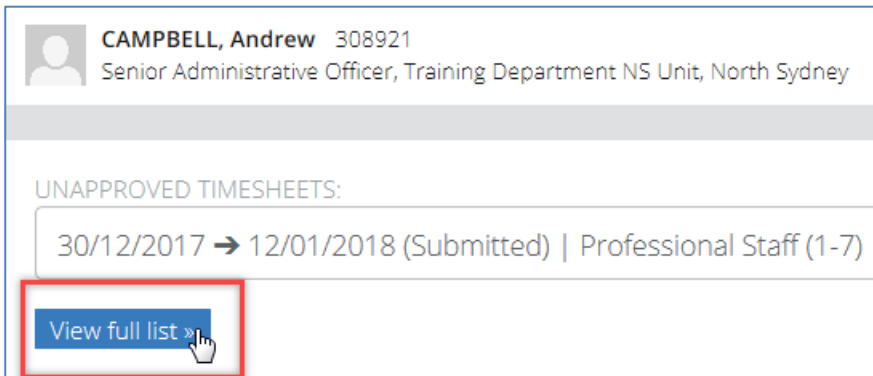 CAMPBELL, Andrew 308921
Senior Administrative Officer, Training Department NS Unit, North Sydney
UNAPPROVED TIMESHEETS:
30/12/2017 ➔ 12/01/2018 (Submitted) | Professional Staff (1-7)
View full list »